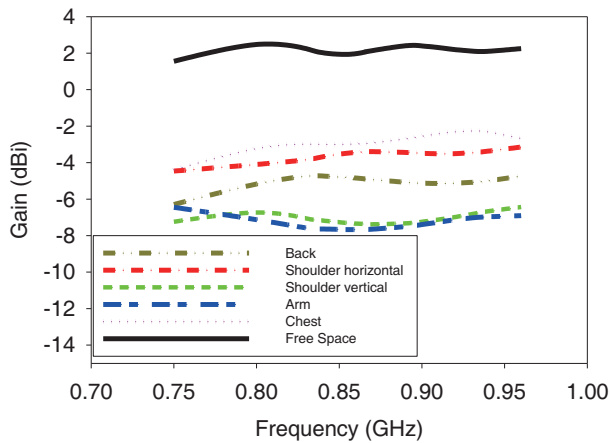 4
2
0
-2
-4
-6
-8
-10
-12
-14
Gain (dBi)
Back
Shoulder horizontal
Shoulder vertical
Arm
Chest
Free Space
0.70 0.75 0.80 0.85 0.90 0.95 1.00
Frequency (GHz)